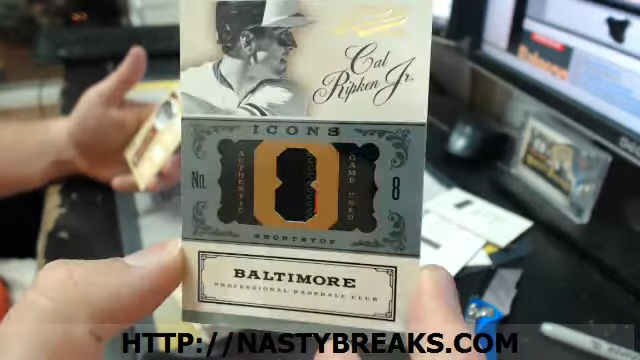 Cal
Ripken Jr.
ICONS
AUTHENTIC
GAME USED
No. 8
SHORTSTOP
BALTIMORE
PROFESSIONAL BASEBALL CLUB
HTTP://NASTYBREAKS.COM